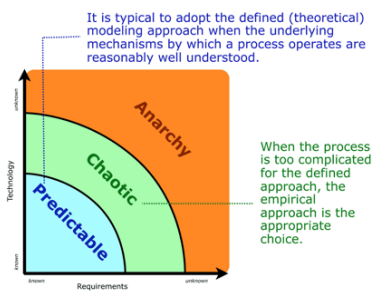 It is typical to adopt the defined (theoretical)
modeling approach when the underlying
mechanisms by which a process operates are
reasonably well understood.
unknown
Technology
known
Anarchy
Chaotic
Predictable
When the process
is too complicated
for the defined
approach, the
empirical
approach is the
appropriate
choice.
known
unknown
Requirements